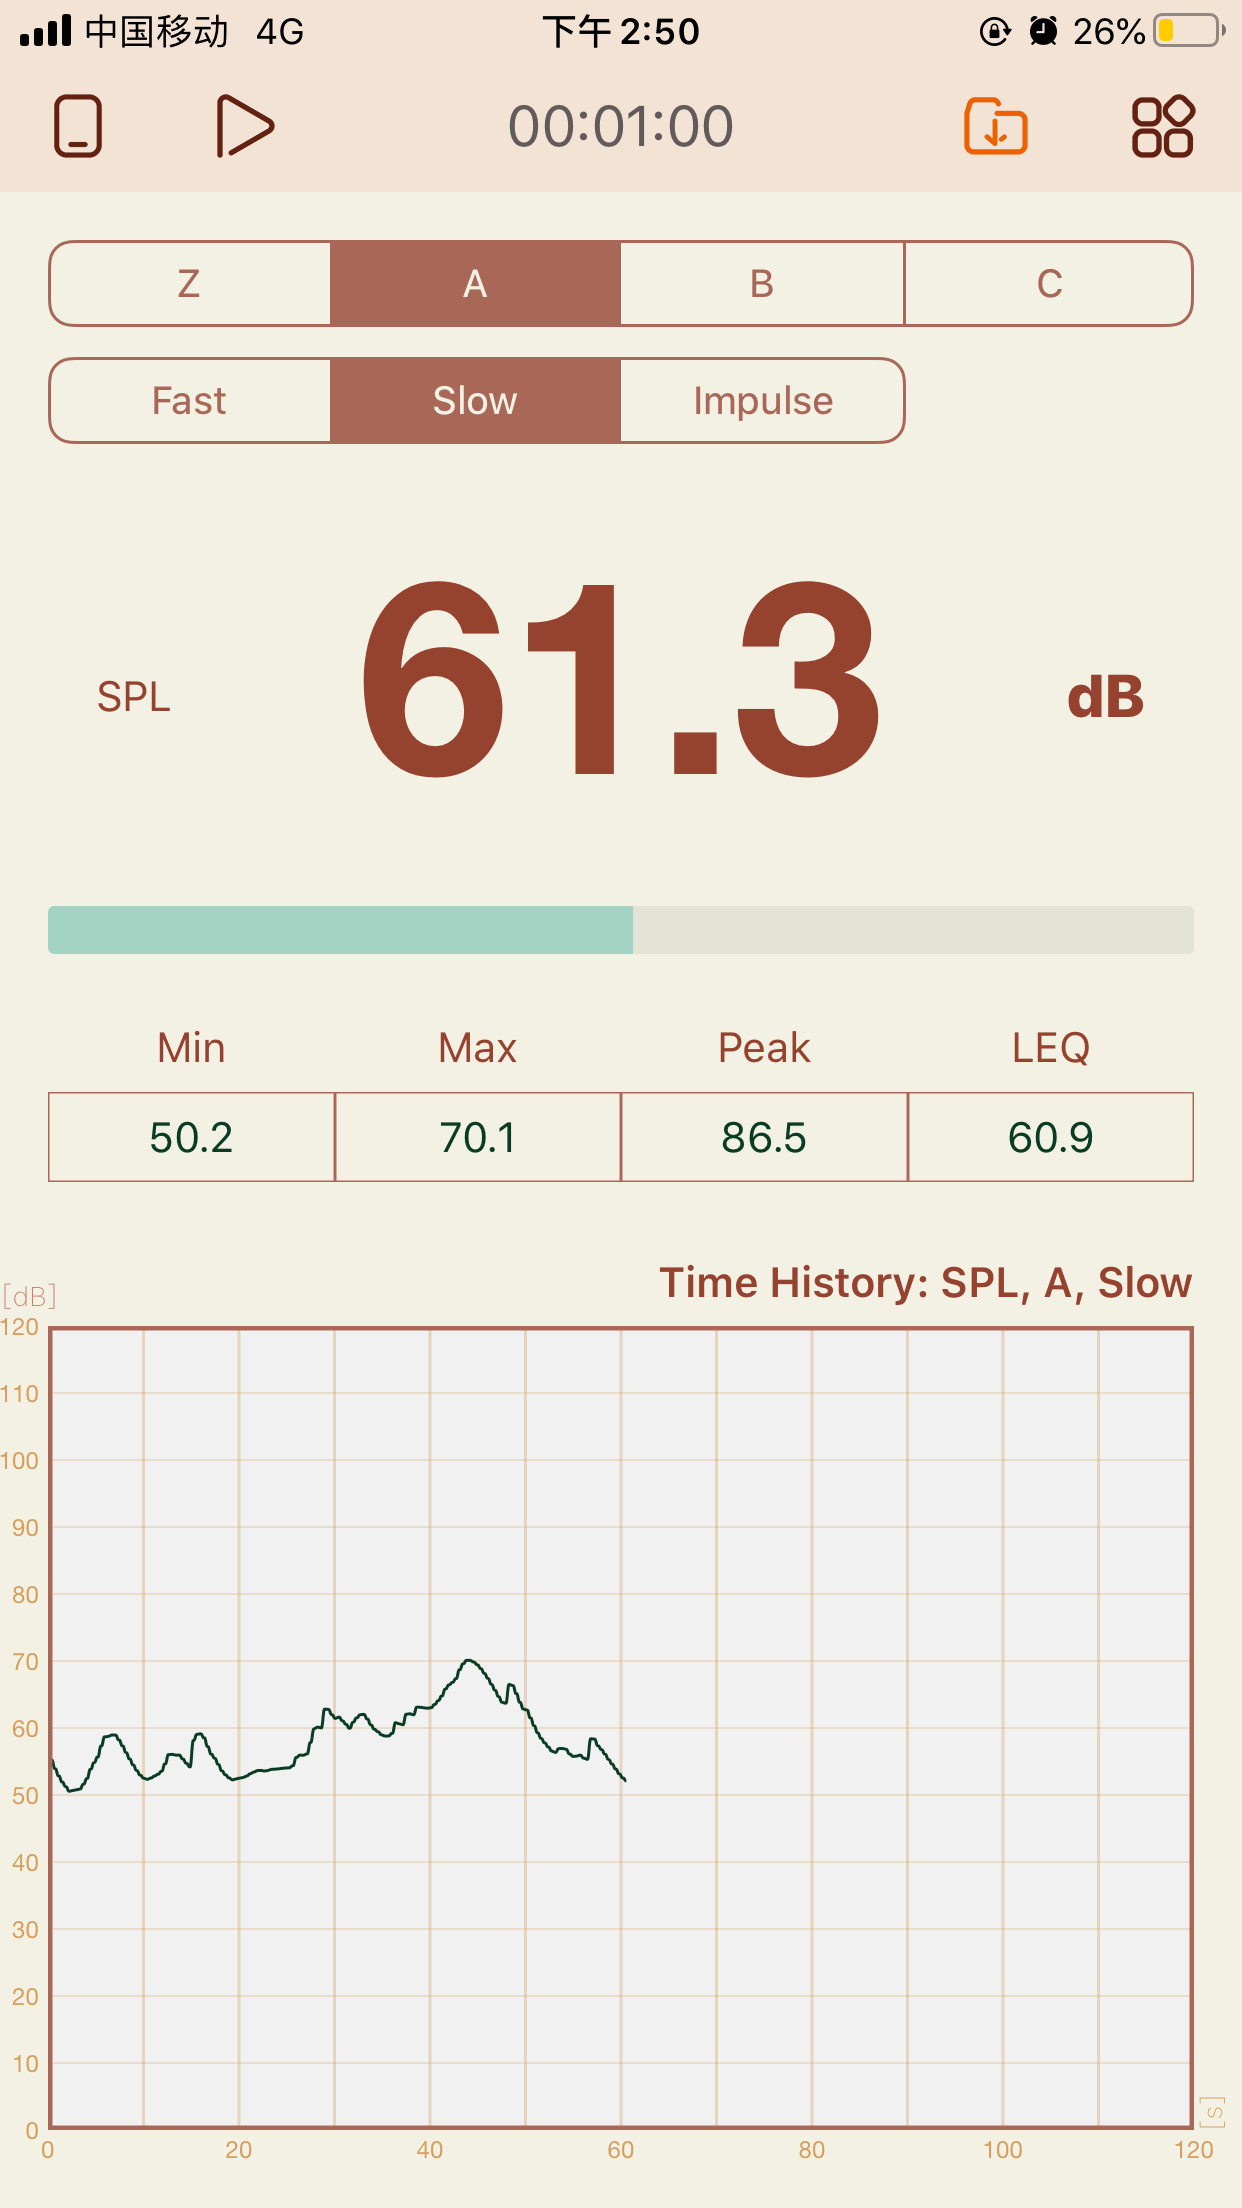 中国移动 4G 下午 2:50 26%
00:01:00
Z A B C
Fast Slow Impulse
SPL 61.3 dB
Min Max Peak LEQ
50.2 70.1 86.5 60.9
Time History: SPL, A, Slow
[dB]
120
110
100
90
80
70
60
50
40
30
20
10
0
[s]
0 20 40 60 80 100 120